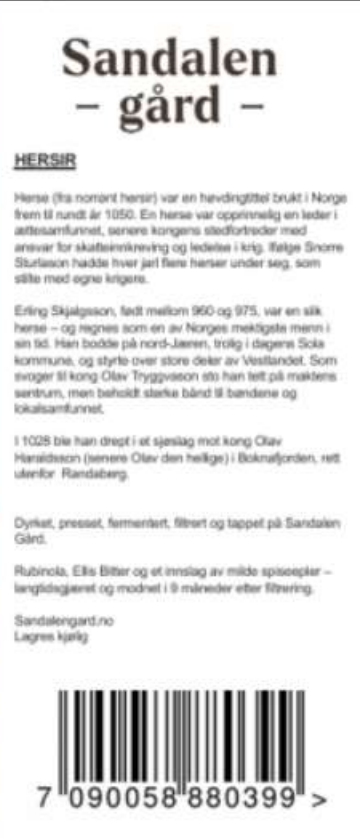 Sandalen
– gård –
HERSIR
Herse (fra norrønt hersir) var en høvdingtittel brukt i Norge
frem til rundt år 1050. En herse var opprinnelig en leder i
ættesamfunnet, senere kongens stedfortreder med
ansvar for skatteinnkreving og ledelse i krig. Ifølge Snorre
Sturlason hadde hver jarl flere herser under seg, som
stilte med egne krigere.
Erling Skjalgsson, født mellom 960 og 975, var en slik
herse – og regnes som en av Norges mektigste menn i
sin tid. Han bodde på nord-Jæren, trolig i dagens Sola
kommune, og styrte over store deler av Vestlandet. Som
svoger til kong Olav Tryggvason sto han tett på maktens
sentrum, men beholdt sterke bånd til bøndene og
lokalsamfunnet.
I 1028 ble han drept i et sjøslag mot kong Olav
Haraldsson (senere Olav den hellige) i Boknafjorden, rett
utenfor Randaberg.
Dyrket, presset, fermentert, filtrert og tappet på Sandalen
Gård.
Rubinola, Ellis Bitter og et innslag av milde spiseepler –
langtidsgjæret og modnet i 9 måneder etter filtrering.
Sandalengard.no
Lagres kjølig
7 090058 880399 >